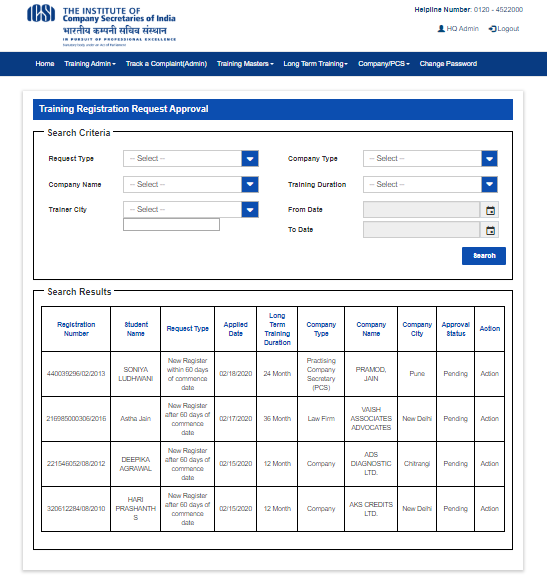 ICSI
THE INSTITUTE OF
Company Secretaries of India
भारतीय कम्पनी सचिव संस्थान
IN PURSUIT OF PROFESSIONAL EXCELLENCE
Statutory body under an Act of Parliament
Helpline Number: 0120 - 4522000
HQ Admin Logout
Home Training Admin Track a Complaint(Admin) Training Masters Long Term Training Company/PCS Change Password
Training Registration Request Approval
Search Criteria
Request Type -- Select -- Company Type -- Select --
Company Name -- Select -- Training Duration -- Select --
Trainer City -- Select -- From Date
To Date
Search
Search Results
Registration Number Student Name Request Type Applied Date Long Term Training Duration Company Type Company Name Company City Approval Status Action
440039296/02/2013 SONIYA LUDHWANI New Register within 60 days of commence date 02/18/2020 24 Month Practising Company Secretary (PCS) PRAMOD, JAIN Pune Pending Action
216985000306/2016 Astha Jain New Register after 60 days of commence date 02/17/2020 36 Month Law Firm VAISH ASSOCIATES ADVOCATES New Delhi Pending Action
221546052/08/2012 DEEPIKA AGRAWAL New Register after 60 days of commence date 02/15/2020 12 Month Company ADS DIAGNOSTIC LTD. Chitrangi Pending Action
320612284/08/2010 HARI PRASHANTH S New Register after 60 days of commence date 02/15/2020 12 Month Company AKS CREDITS LTD. New Delhi Pending Action